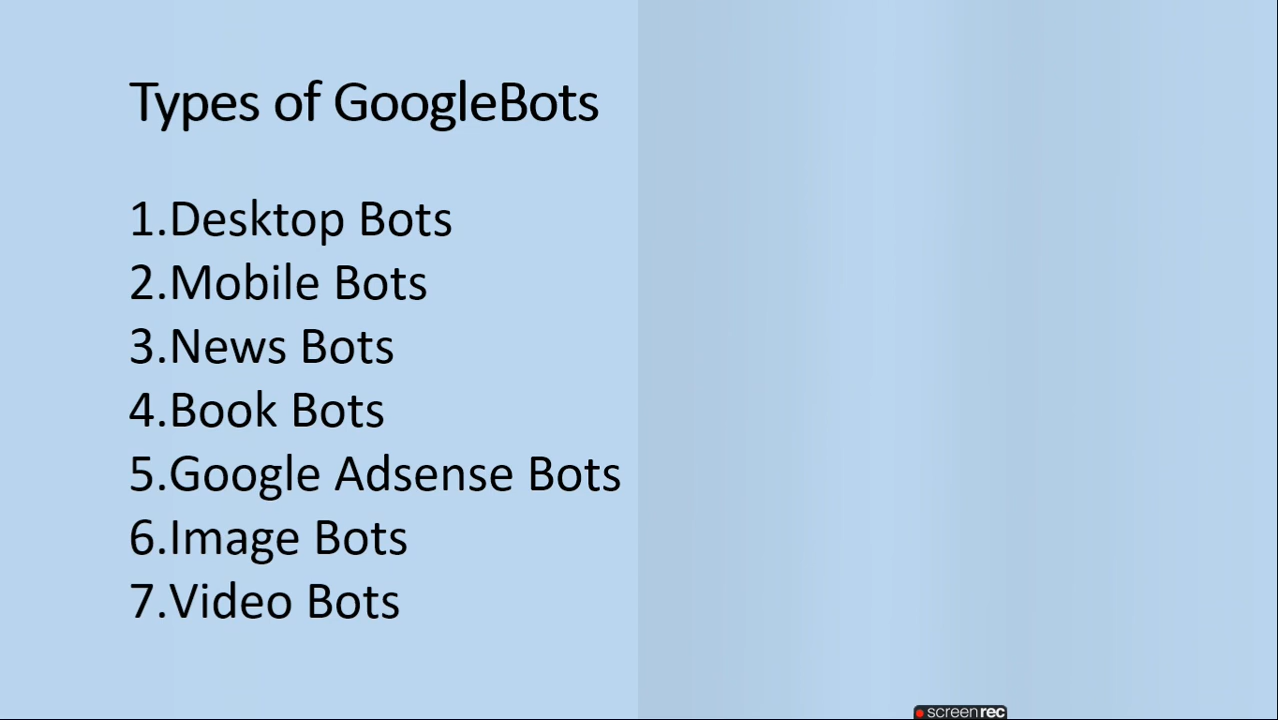 Types of GoogleBots
1.Desktop Bots
2.Mobile Bots
3.News Bots
4.Book Bots
5.Google Adsense Bots
6.Image Bots
7.Video Bots
screenrec